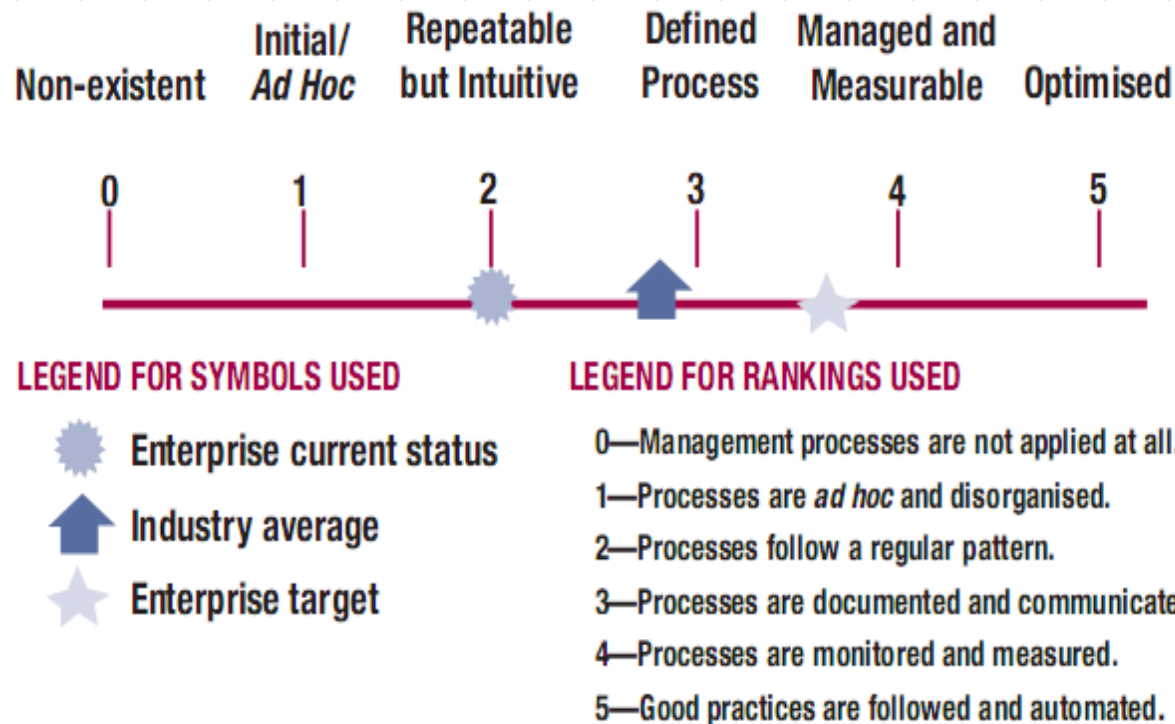 Non-existent
Initial/
Ad Hoc
Repeatable
but Intuitive
Defined
Process
Managed and
Measurable
Optimised
0 1 2 3 4 5
LEGEND FOR SYMBOLS USED
Enterprise current status
Industry average
Enterprise target
LEGEND FOR RANKINGS USED
0—Management processes are not applied at all.
1—Processes are ad hoc and disorganised.
2—Processes follow a regular pattern.
3—Processes are documented and communicate
4—Processes are monitored and measured.
5—Good practices are followed and automated.